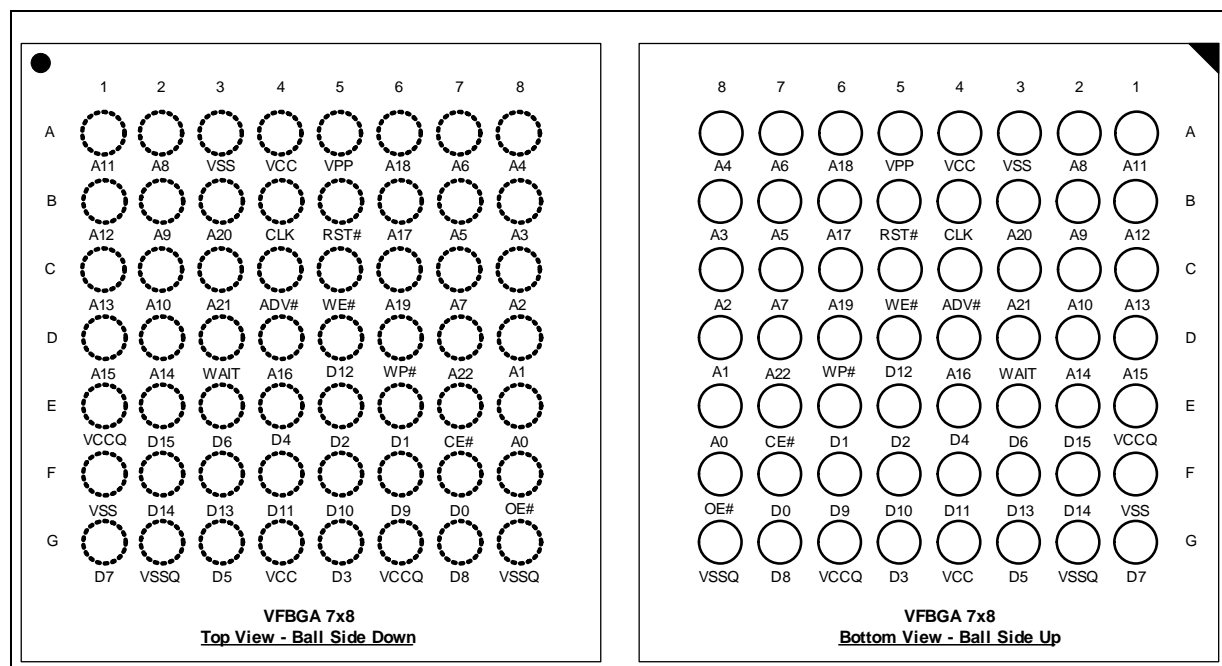 1 2 3 4 5 6 7 8
A
A11 A8 VSS VCC VPP A18 A6 A4
B
A12 A9 A20 CLK RST# A17 A5 A3
C
A13 A10 A21 ADV# WE# A19 A7 A2
D
A15 A14 WAIT A16 D12 WP# A22 A1
E
VCCQ D15 D6 D4 D2 D1 CE# A0
F
VSS D14 D13 D11 D10 D9 D0 OE#
G
D7 VSSQ D5 VCC D3 VCCQ D8 VSSQ
VFBGA 7x8
Top View - Ball Side Down
8 7 6 5 4 3 2 1
A
A4 A6 A18 VPP VCC VSS A8 A11
B
A3 A5 A17 RST# CLK A20 A9 A12
C
A2 A7 A19 WE# ADV# A21 A10 A13
D
A1 A22 WP# D12 A16 WAIT A14 A15
E
A0 CE# D1 D2 D4 D6 D15 VCCQ
F
OE# D0 D9 D10 D11 D13 D14 VSS
G
VSSQ D8 VCCQ D3 VCC D5 VSSQ D7
VFBGA 7x8
Bottom View - Ball Side Up